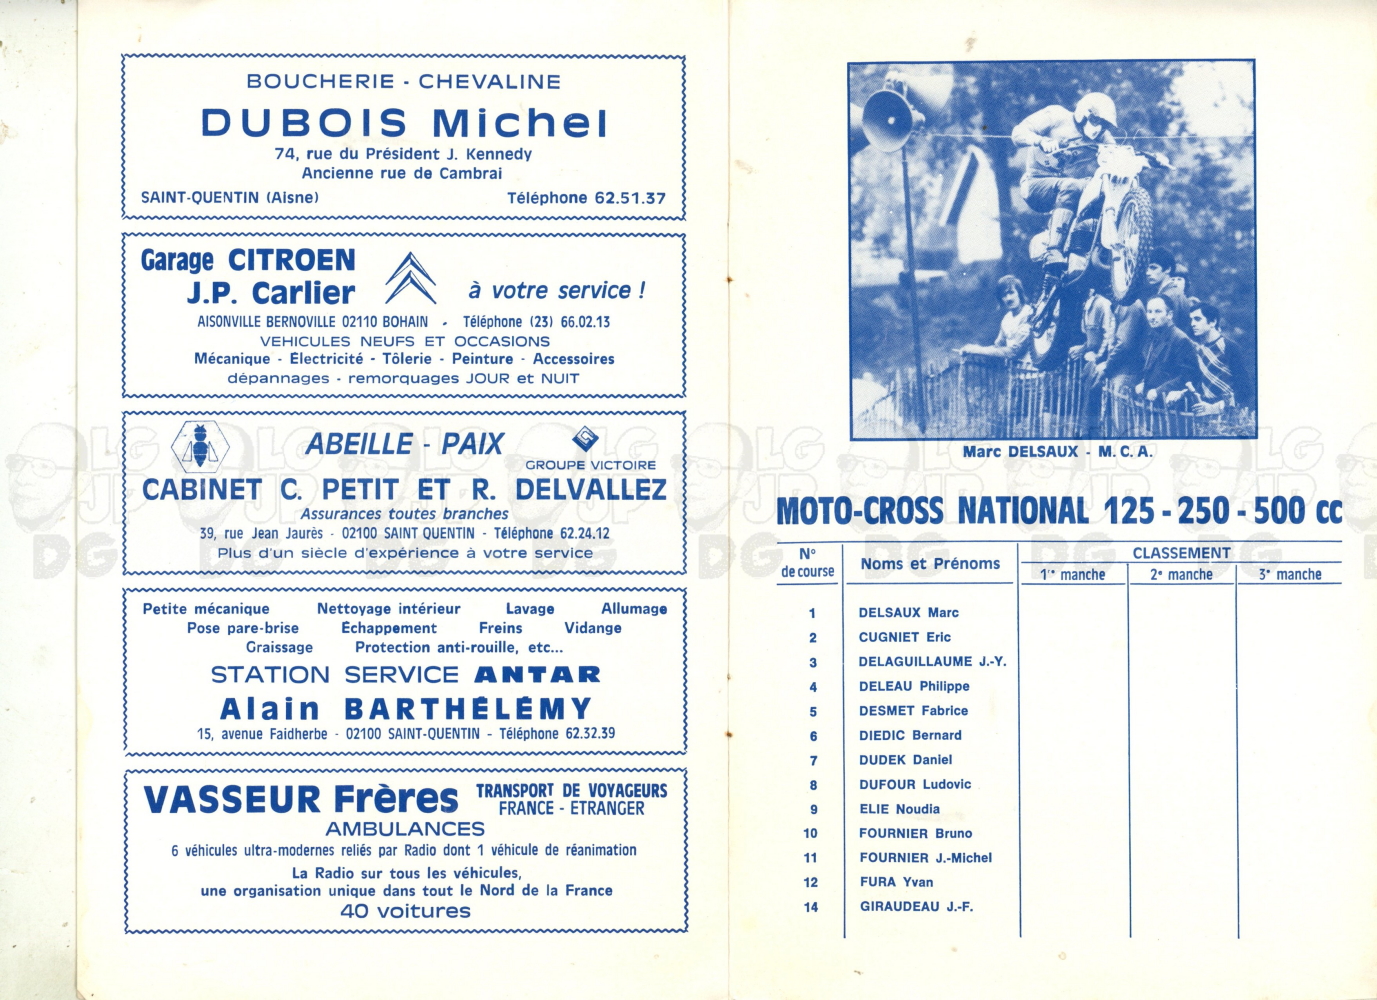 BOUCHERIE - CHEVALINE
DUBOIS Michel
74, rue du Président J. Kennedy
Ancienne rue de Cambrai
SAINT-QUENTIN (Aisne) Téléphone 62.51.37
Garage CITROEN
J.P. Carlier
à votre service !
AISONVILLE BERNOVILLE 02110 BOHAIN - Téléphone (23) 66.02.13
VEHICULES NEUFS ET OCCASIONS
Mécanique - Électricité - Tôlerie - Peinture - Accessoires
dépannages - remorquages JOUR et NUIT
ABEILLE - PAIX
GROUPE VICTOIRE
CABINET C. PETIT ET R. DELVALLEZ
Assurances toutes branches
39, rue Jean Jaurès - 02100 SAINT QUENTIN - Téléphone 62.24.12
Plus d'un siècle d'expérience à votre service
Petite mécanique Nettoyage intérieur Lavage Allumage
Pose pare-brise Échappement Freins Vidange
Graissage Protection anti-rouille, etc...
STATION SERVICE ANTAR
Alain BARTHÉLÉMY
15, avenue Faidherbe - 02100 SAINT-QUENTIN - Téléphone 62.32.39
VASSEUR Frères
TRANSPORT DE VOYAGEURS
FRANCE - ETRANGER
AMBULANCES
6 véhicules ultra-modernes reliés par Radio dont 1 véhicule de réanimation
La Radio sur tous les véhicules,
une organisation unique dans tout le Nord de la France
40 voitures
Marc DELSAUX - M.C.A.
MOTO-CROSS NATIONAL 125 - 250 - 500 cc
N° de course Noms et Prénoms CLASSEMENT
1re manche 2e manche 3e manche
1 DELSAUX Marc
2 CUGNIET Eric
3 DELAGUILLAUME J.-Y.
4 DELEAU Philippe
5 DESMET Fabrice
6 DIEDIC Bernard
7 DUDEK Daniel
8 DUFOUR Ludovic
9 ELIE Noudia
10 FOURNIER Bruno
11 FOURNIER J.-Michel
12 FURA Yvan
14 GIRAUDEAU J.-F.
LG
JP
DG